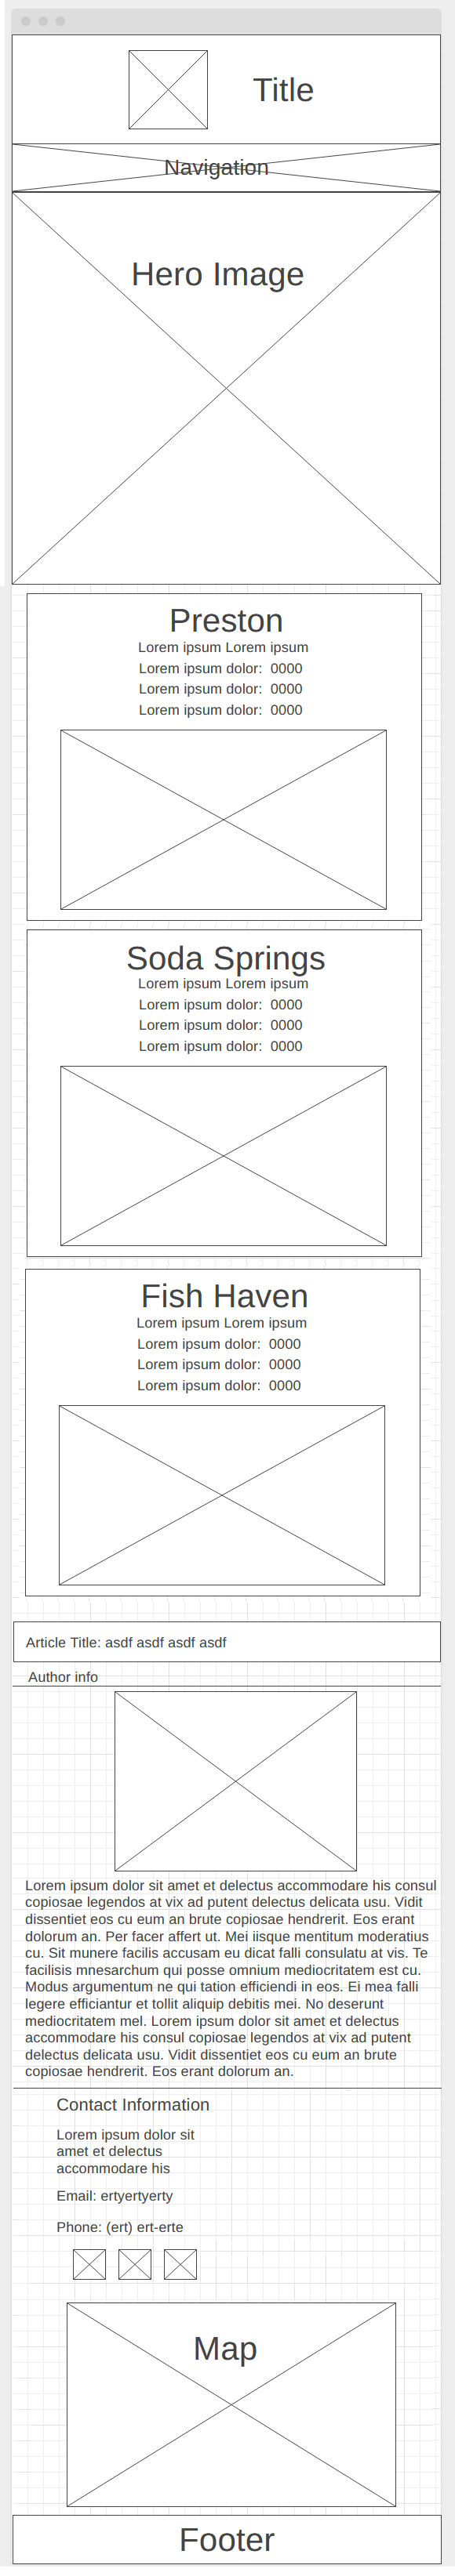 Title
Navigation
Hero Image
Preston
Lorem ipsum Lorem ipsum
Lorem ipsum dolor:  0000
Lorem ipsum dolor:  0000
Lorem ipsum dolor:  0000
Soda Springs
Lorem ipsum Lorem ipsum
Lorem ipsum dolor:  0000
Lorem ipsum dolor:  0000
Lorem ipsum dolor:  0000
Fish Haven
Lorem ipsum Lorem ipsum
Lorem ipsum dolor:  0000
Lorem ipsum dolor:  0000
Lorem ipsum dolor:  0000
Article Title: asdf asdf asdf asdf
Author info
Lorem ipsum dolor sit amet et delectus accommodare his consul
copiosae legendos at vix ad putent delectus delicata usu. Vidit
dissentiet eos cu eum an brute copiosae hendrerit. Eos erant
dolorum an. Per facer affert ut. Mei iisque mentitum moderatius
cu. Sit munere facilis accusam eu dicat falli consulatu at vis. Te
facilisis mnesarchum qui posse omnium mediocritatem est cu.
Modus argumentum ne qui tation efficiendi in eos. Ei mea falli
legere efficiantur et tollit aliquip debitis mei. No deserunt
mediocritatem mel. Lorem ipsum dolor sit amet et delectus
accommodare his consul copiosae legendos at vix ad putent
delectus delicata usu. Vidit dissentiet eos cu eum an brute
copiosae hendrerit. Eos erant dolorum an.
Contact Information
Lorem ipsum dolor sit
amet et delectus
accommodare his
Email: ertyertyerty
Phone: (ert) ert-erte
Map
Footer